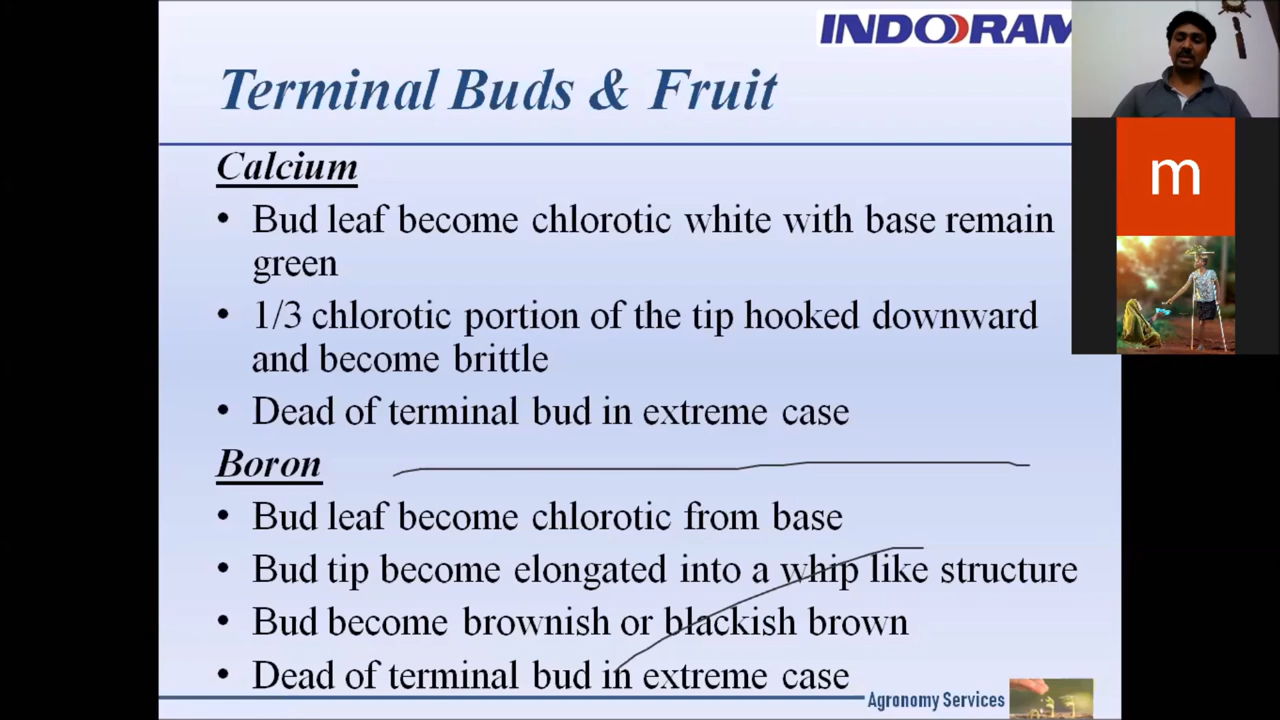 INDORAM
Terminal Buds & Fruit
Calcium
• Bud leaf become chlorotic white with base remain
green
• 1/3 chlorotic portion of the tip hooked downward
and become brittle
• Dead of terminal bud in extreme case
Boron
• Bud leaf become chlorotic from base
• Bud tip become elongated into a whip like structure
• Bud become brownish or blackish brown
• Dead of terminal bud in extreme case
Agronomy Services
m